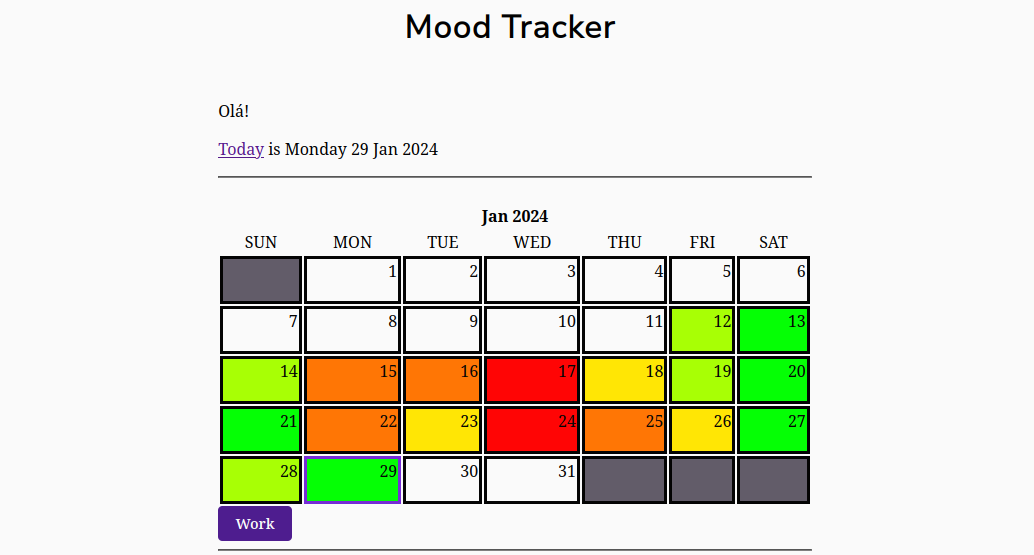 Mood Tracker
Olá!
Today is Monday 29 Jan 2024
Jan 2024
SUN MON TUE WED THU FRI SAT
1 2 3 4 5 6
7 8 9 10 11 12 13
14 15 16 17 18 19 20
21 22 23 24 25 26 27
28 29 30 31
Work